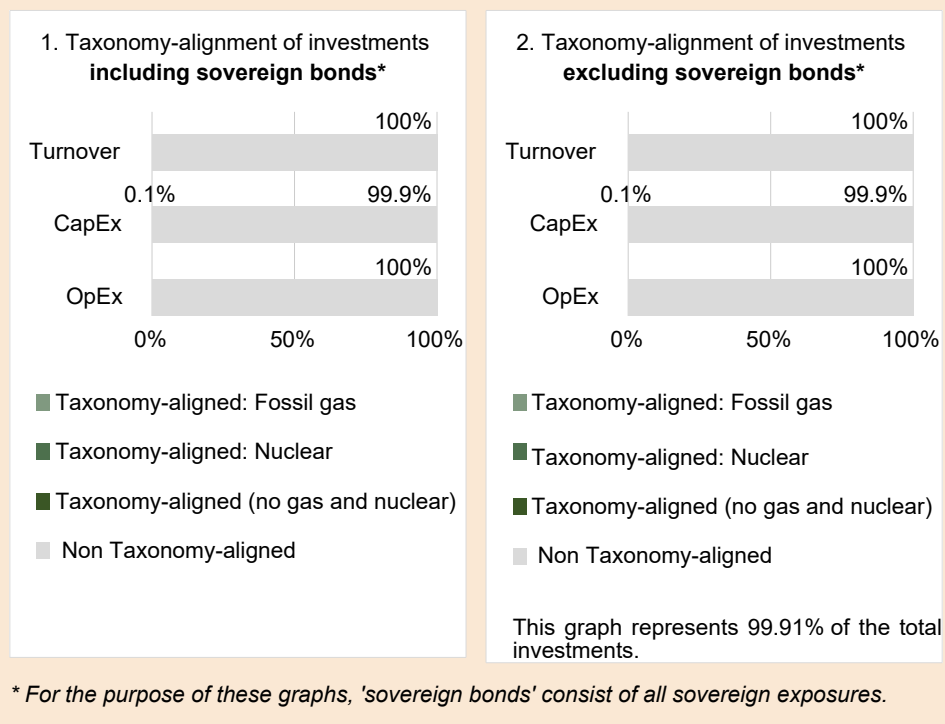 1. Taxonomy-alignment of investments
including sovereign bonds*
100%
Turnover
0.1% 99.9%
CapEx
100%
OpEx
0% 50% 100%
Taxonomy-aligned: Fossil gas
Taxonomy-aligned: Nuclear
Taxonomy-aligned (no gas and nuclear)
Non Taxonomy-aligned
2. Taxonomy-alignment of investments
excluding sovereign bonds*
100%
Turnover
0.1% 99.9%
CapEx
100%
OpEx
0% 50% 100%
Taxonomy-aligned: Fossil gas
Taxonomy-aligned: Nuclear
Taxonomy-aligned (no gas and nuclear)
Non Taxonomy-aligned
This graph represents 99.91% of the total
investments.
* For the purpose of these graphs, 'sovereign bonds' consist of all sovereign exposures.